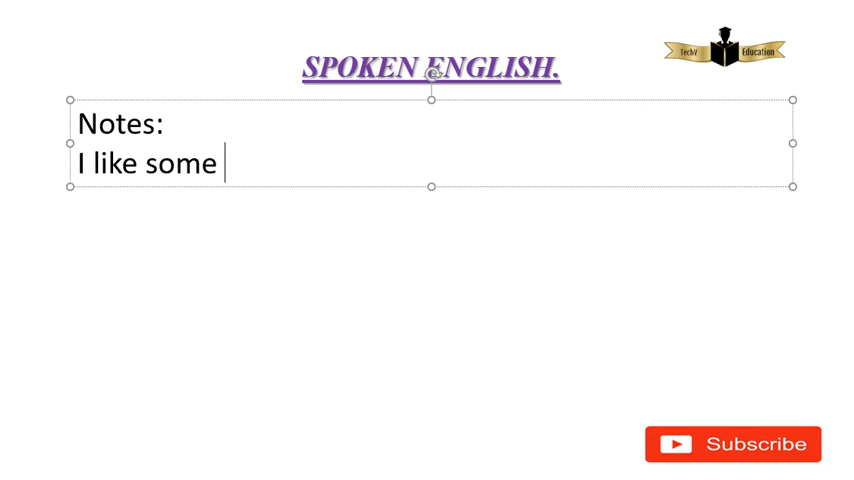 SPOKEN ENGLISH.
TechV Education
Notes:
I like some
Subscribe